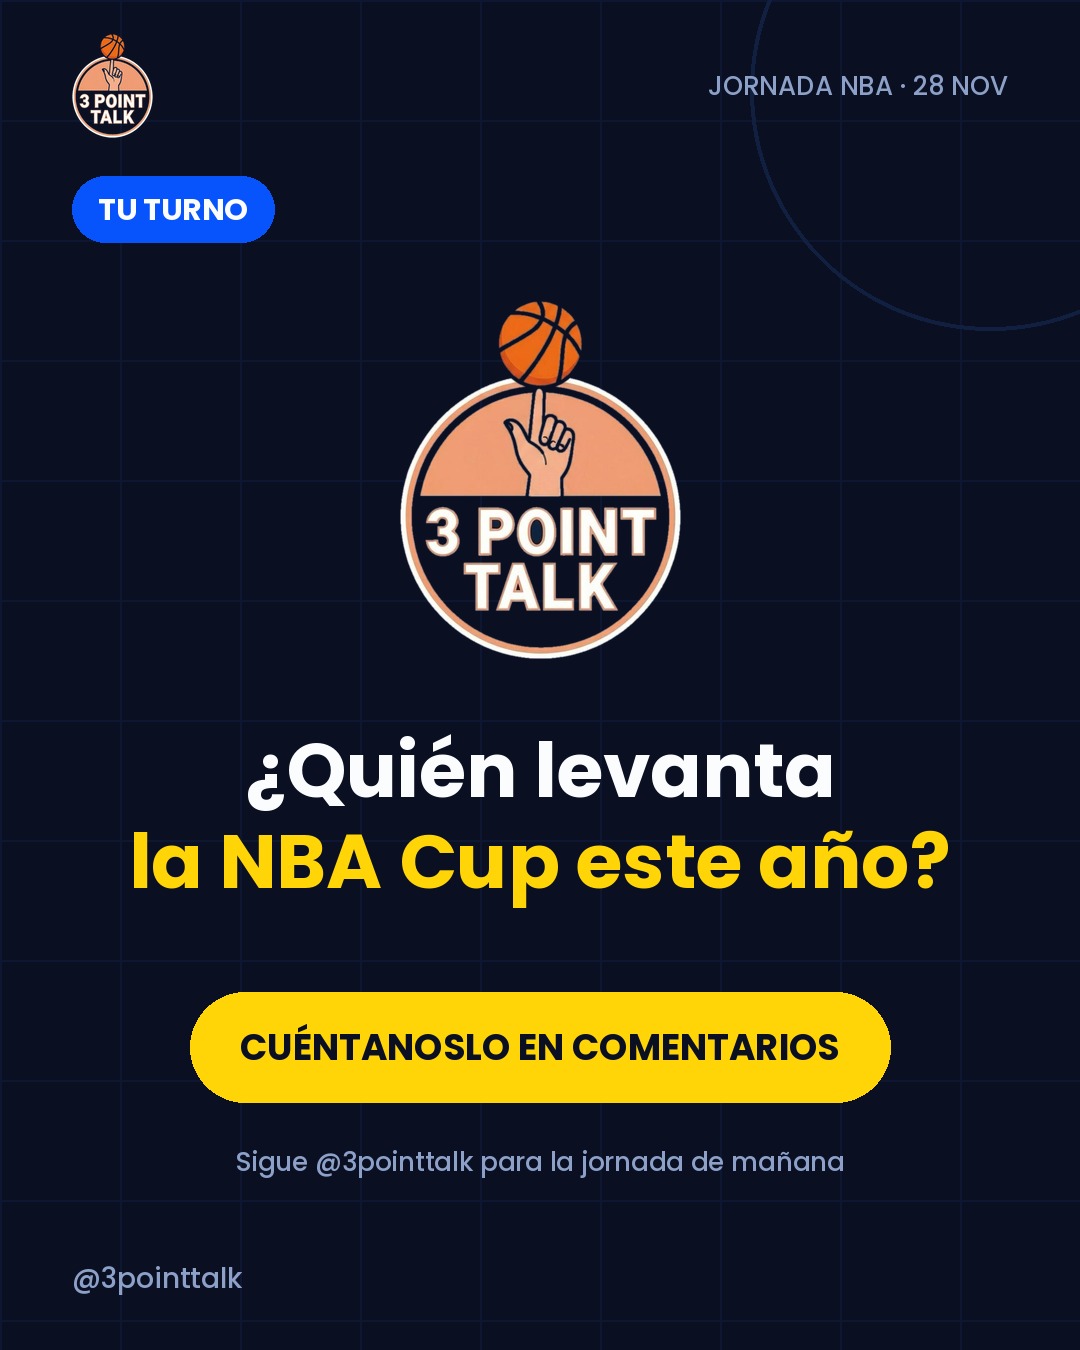 3 POINT
TALK
JORNADA NBA · 28 NOV
TU TURNO
3 POINT
TALK
¿Quién levanta
la NBA Cup este año?
CUÉNTANOSLO EN COMENTARIOS
Sigue @3pointtalk para la jornada de mañana
@3pointtalk